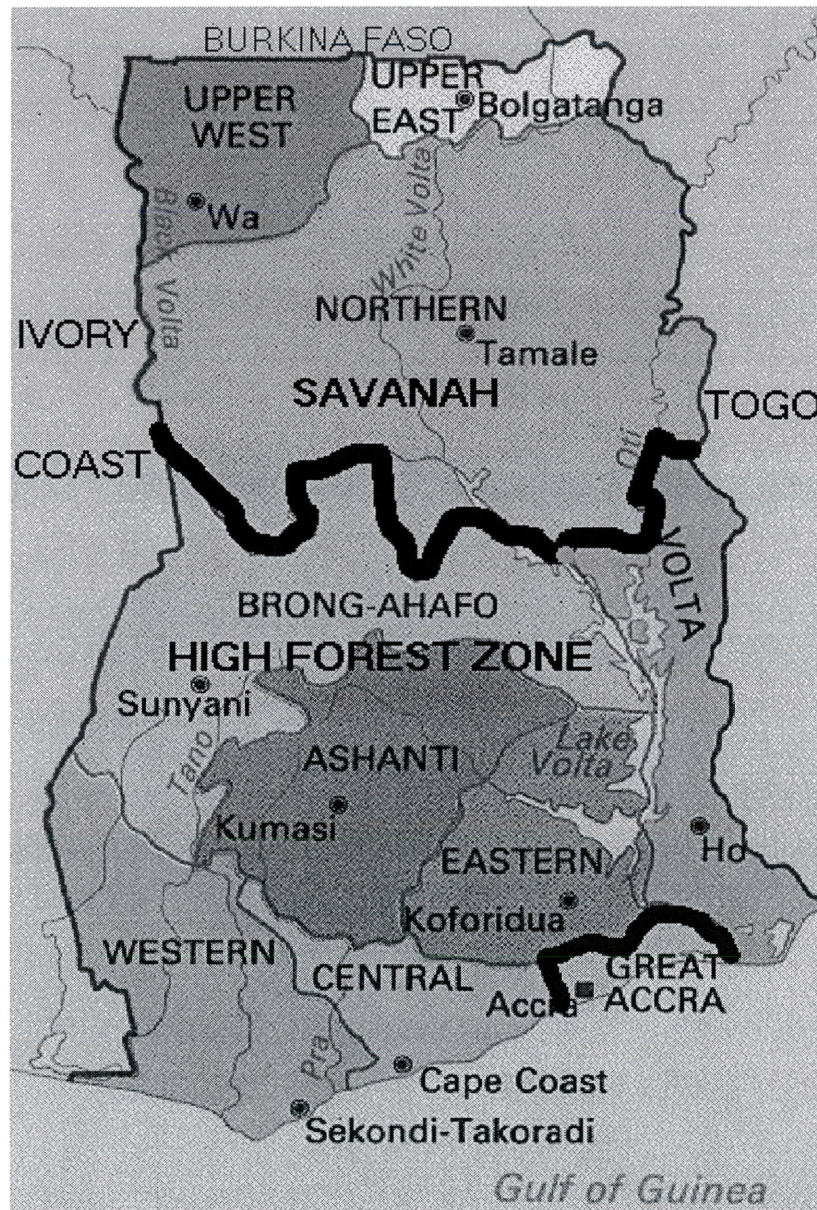 BURKINA FASO
UPPER
WEST
UPPER
EAST
Bolgatanga
Wa
Black Volta
White Volta
NORTHERN
Tamale
IVORY
COAST
SAVANAH
TOGO
Oti
VOLTA
BRONG-AHAFO
HIGH FOREST ZONE
Sunyani
Tano
ASHANTI
Lake
Volta
Kumasi
Ho
EASTERN
Koforidua
WESTERN
CENTRAL
GREAT
ACCRA
Accra
Pra
Cape Coast
Sekondi-Takoradi
Gulf of Guinea